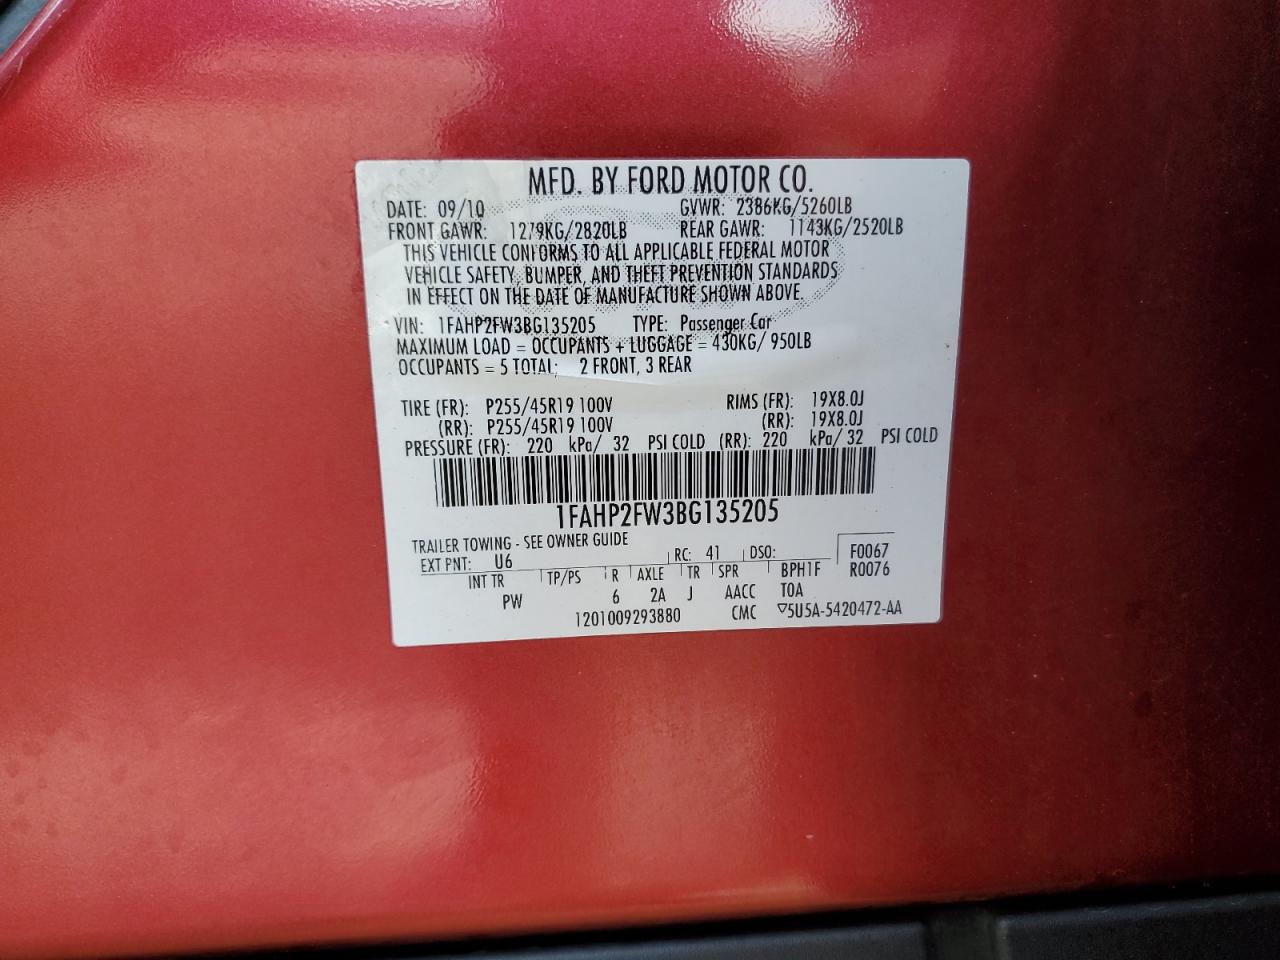 MFD. BY FORD MOTOR CO.
DATE: 09/10 GVWR: 2386KG/5260LB
FRONT GAWR: 1279KG/2820LB REAR GAWR: 1143KG/2520LB
THIS VEHICLE CONFORMS TO ALL APPLICABLE FEDERAL MOTOR
VEHICLE SAFETY, BUMPER, AND THEFT PREVENTION STANDARDS
IN EFFECT ON THE DATE OF MANUFACTURE SHOWN ABOVE.
VIN: 1FAHP2FW3BG135205 TYPE: Passenger Car
MAXIMUM LOAD = OCCUPANTS + LUGGAGE = 430KG/ 950LB
OCCUPANTS = 5 TOTAL; 2 FRONT, 3 REAR
TIRE (FR): P255/45R19 100V RIMS (FR): 19X8.0J
(RR): P255/45R19 100V (RR): 19X8.0J
PRESSURE (FR): 220 kPa/ 32 PSI COLD (RR): 220 kPa/ 32 PSI COLD
1FAHP2FW3BG135205
TRAILER TOWING - SEE OWNER GUIDE
EXT PNT: U6 RC: 41 DSO: F0067
INT TR TP/PS R AXLE TR SPR BPH1F R0076
PW 6 2A J AACC TOA
1201009293880 CMC ▽5U5A-5420472-AA